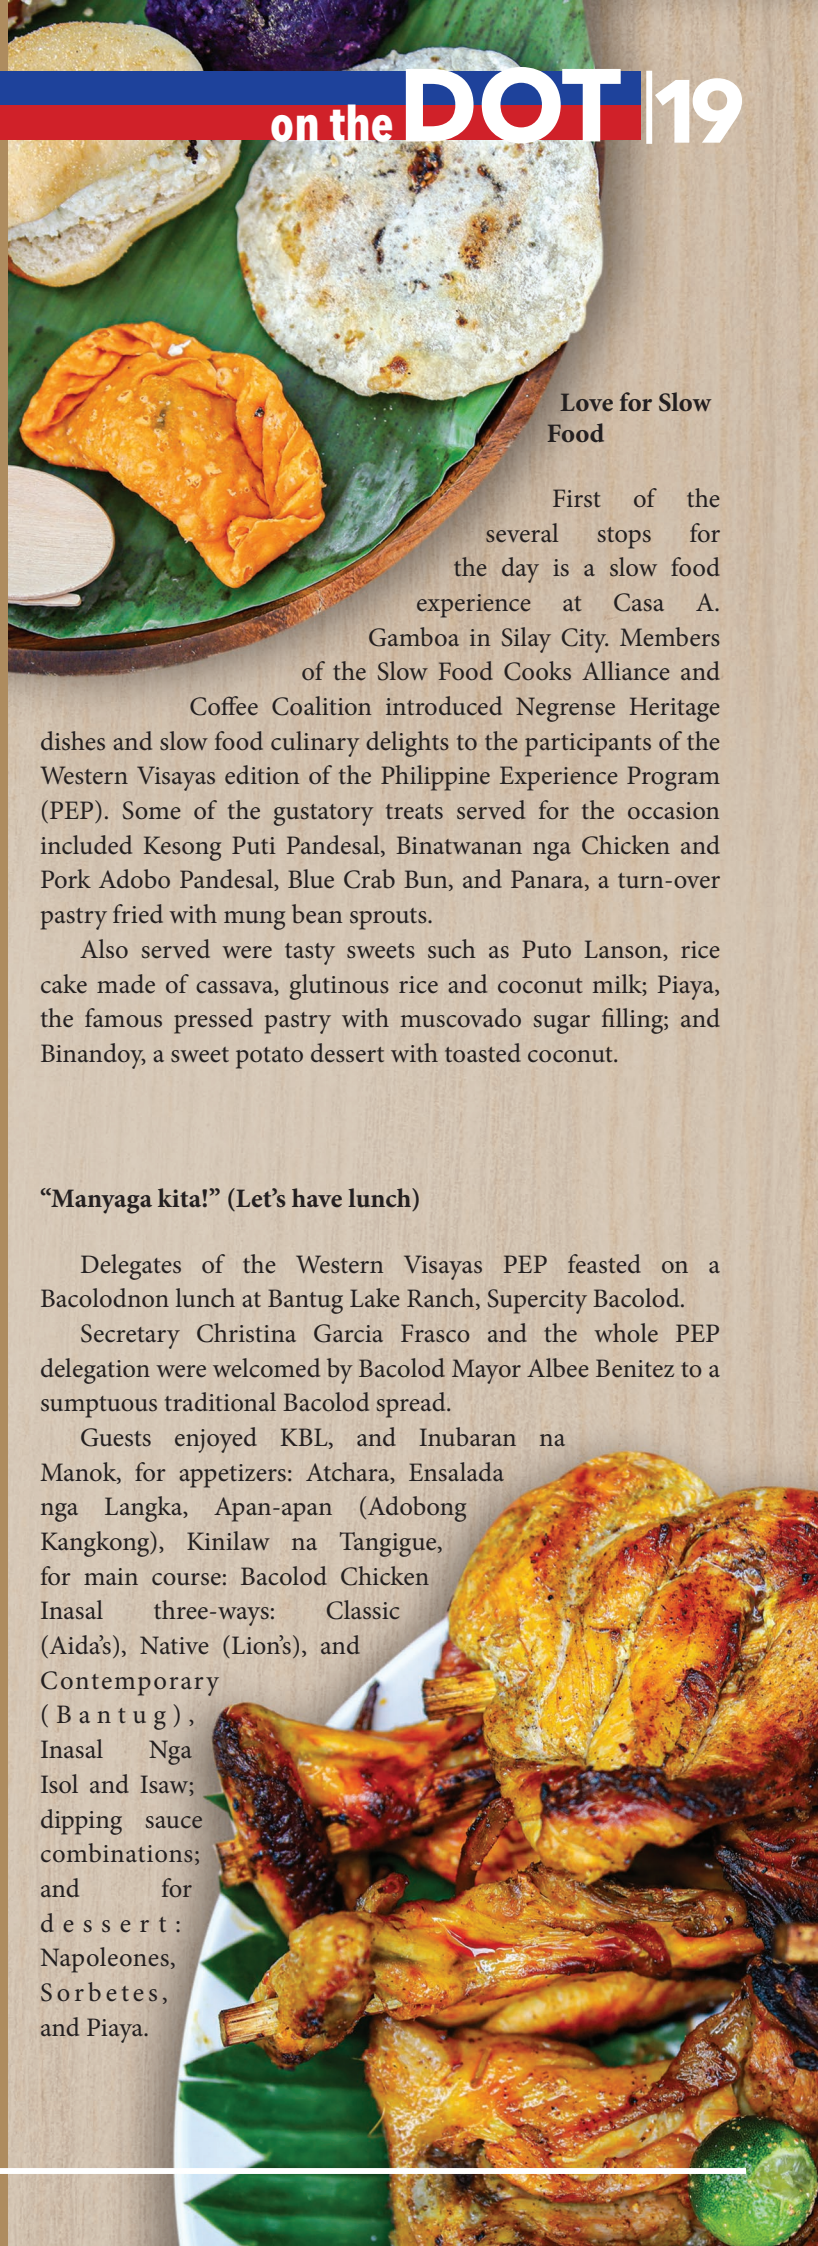 on the DOT | 19
Love for Slow
Food
First of the
several stops for
the day is a slow food
experience at Casa A.
Gamboa in Silay City. Members
of the Slow Food Cooks Alliance and
Coffee Coalition introduced Negrense Heritage
dishes and slow food culinary delights to the participants of the
Western Visayas edition of the Philippine Experience Program
(PEP). Some of the gustatory treats served for the occasion
included Kesong Puti Pandesal, Binatwanan nga Chicken and
Pork Adobo Pandesal, Blue Crab Bun, and Panara, a turn-over
pastry fried with mung bean sprouts.
Also served were tasty sweets such as Puto Lanson, rice
cake made of cassava, glutinous rice and coconut milk; Piaya,
the famous pressed pastry with muscovado sugar filling; and
Binandoy, a sweet potato dessert with toasted coconut.
“Manyaga kita!” (Let’s have lunch)
Delegates of the Western Visayas PEP feasted on a
Bacolodnon lunch at Bantug Lake Ranch, Supercity Bacolod.
Secretary Christina Garcia Frasco and the whole PEP
delegation were welcomed by Bacolod Mayor Albee Benitez to a
sumptuous traditional Bacolod spread.
Guests enjoyed KBL, and Inubaran na
Manok, for appetizers: Atchara, Ensalada
nga Langka, Apan-apan (Adobong
Kangkong), Kinilaw na Tangigue,
for main course: Bacolod Chicken
Inasal three-ways: Classic
(Aida’s), Native (Lion’s), and
Contemporary
(Bantug),
Inasal Nga
Isol and Isaw;
dipping sauce
combinations;
and for
dessert:
Napoleones,
Sorbetes,
and Piaya.